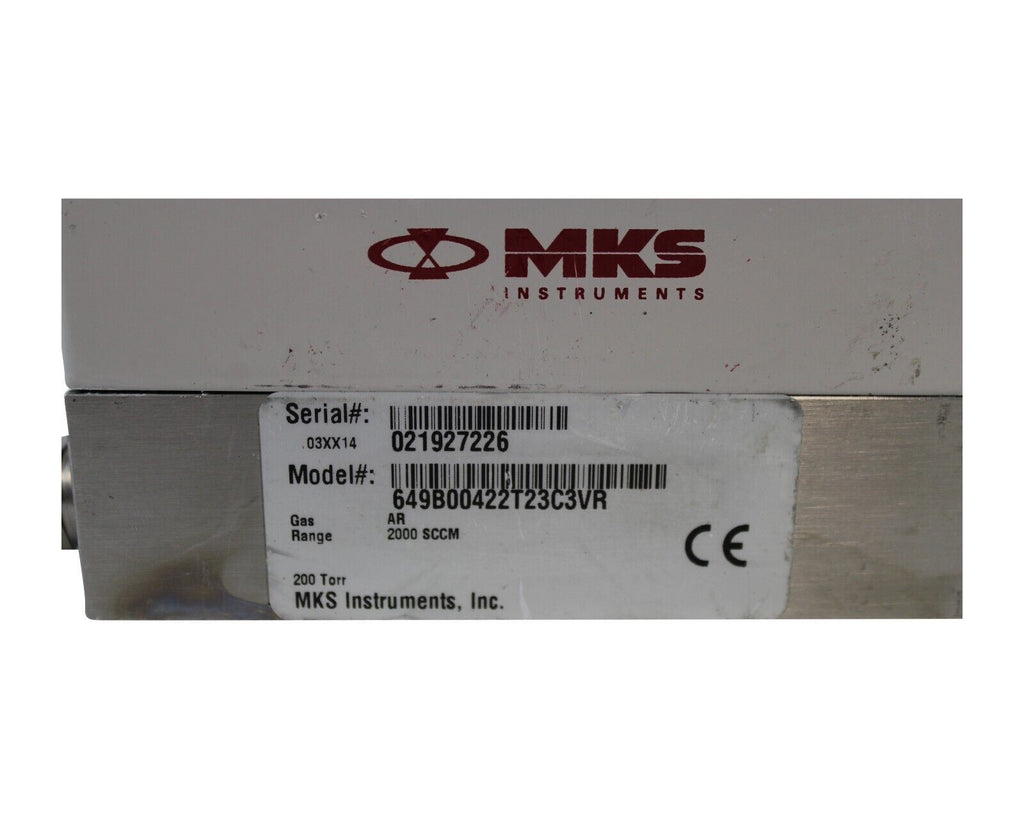 MKS
INSTRUMENTS
Serial#:
.03XX14 021927226
Model#:
649B00422T23C3VR
Gas AR
Range 2000 SCCM
CE
200 Torr
MKS Instruments, Inc.